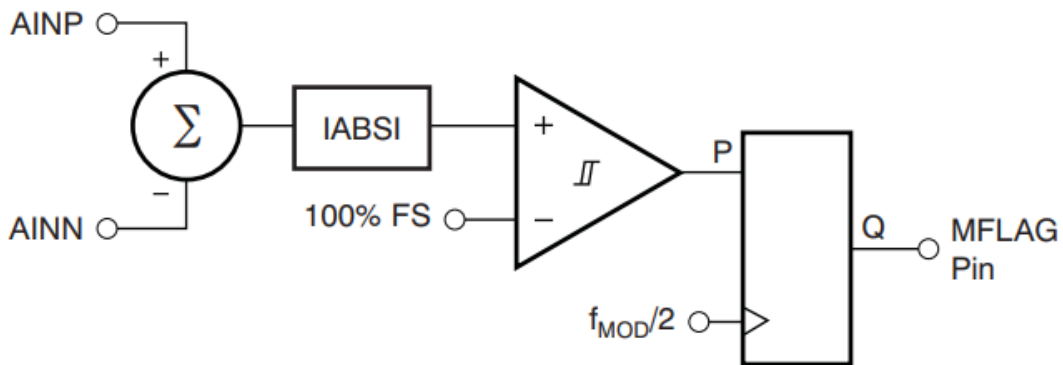 AINP
+
Σ
−
AINN
IABSI
+
−
100% FS
P
Q
MFLAG
Pin
fMOD/2